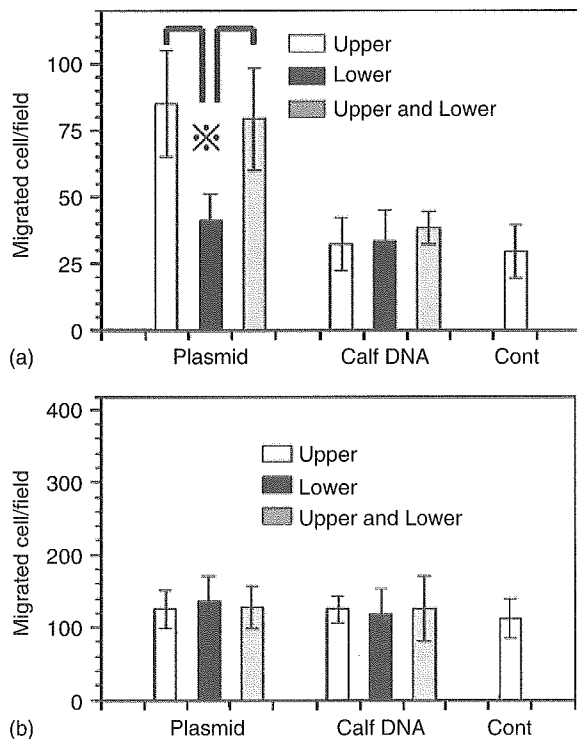 Migrated cell/field
100
75
50
25
0
Upper
Lower
Upper and Lower
※
(a)
Plasmid Calf DNA Cont
Migrated cell/field
400
300
200
100
0
Upper
Lower
Upper and Lower
(b)
Plasmid Calf DNA Cont